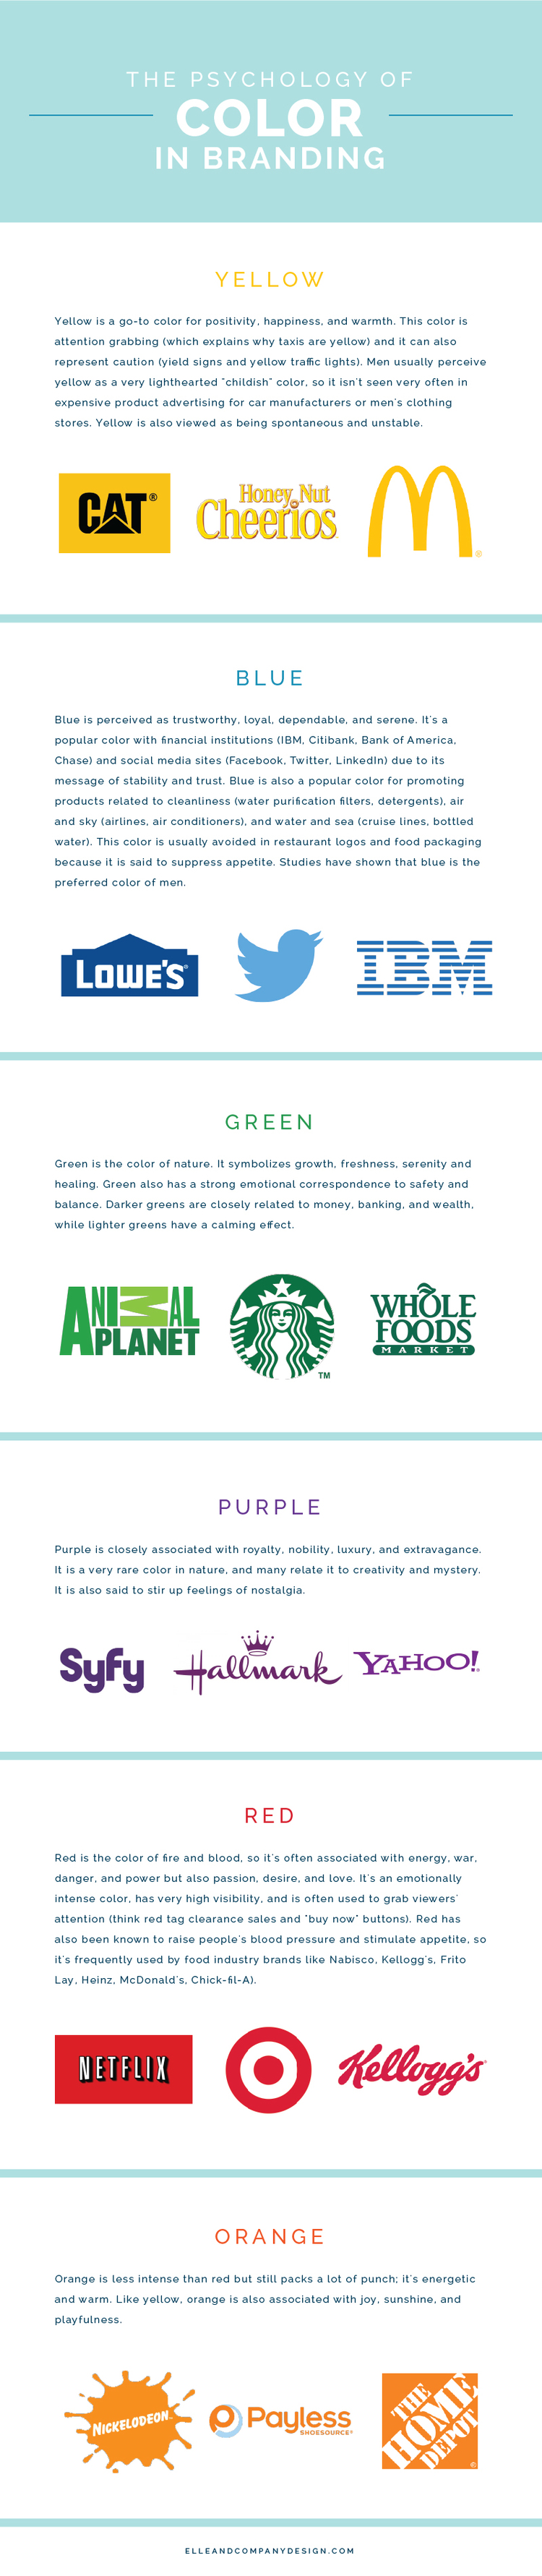 THE PSYCHOLOGY OF
COLOR
IN BRANDING
YELLOW
Yellow is a go-to color for positivity, happiness, and warmth. This color is
attention grabbing (which explains why taxis are yellow) and it can also
represent caution (yield signs and yellow traffic lights). Men usually perceive
yellow as a very lighthearted "childish" color, so it isn't seen very often in
expensive product advertising for car manufacturers or men's clothing
stores. Yellow is also viewed as being spontaneous and unstable.
CAT®
Honey Nut
Cheerios
M
BLUE
Blue is perceived as trustworthy, loyal, dependable, and serene. It's a
popular color with financial institutions (IBM, Citibank, Bank of America,
Chase) and social media sites (Facebook, Twitter, LinkedIn) due to its
message of stability and trust. Blue is also a popular color for promoting
products related to cleanliness (water purification filters, detergents), air
and sky (airlines, air conditioners), and water and sea (cruise lines, bottled
water). This color is usually avoided in restaurant logos and food packaging
because it is said to suppress appetite. Studies have shown that blue is the
preferred color of men.
LOWE'S
IBM
GREEN
Green is the color of nature. It symbolizes growth, freshness, serenity and
healing. Green also has a strong emotional correspondence to safety and
balance. Darker greens are closely related to money, banking, and wealth,
while lighter greens have a calming effect.
ANIMAL
PLANET
TM
WHOLE
FOODS
MARKET
PURPLE
Purple is closely associated with royalty, nobility, luxury, and extravagance.
It is a very rare color in nature, and many relate it to creativity and mystery.
It is also said to stir up feelings of nostalgia.
Syfy
Hallmark
YAHOO!
RED
Red is the color of fire and blood, so it's often associated with energy, war,
danger, and power but also passion, desire, and love. It's an emotionally
intense color, has very high visibility, and is often used to grab viewers'
attention (think red tag clearance sales and "buy now" buttons). Red has
also been known to raise people's blood pressure and stimulate appetite, so
it's frequently used by food industry brands like Nabisco, Kellogg's, Frito
Lay, Heinz, McDonald's, Chick-fil-A).
NETFLIX
Kellogg's
ORANGE
Orange is less intense than red but still packs a lot of punch; it's energetic
and warm. Like yellow, orange is also associated with joy, sunshine, and
playfulness.
NICKELODEON
Payless
SHOESOURCE
THE
HOME
DEPOT
ELLEANDCOMPANYDESIGN.COM